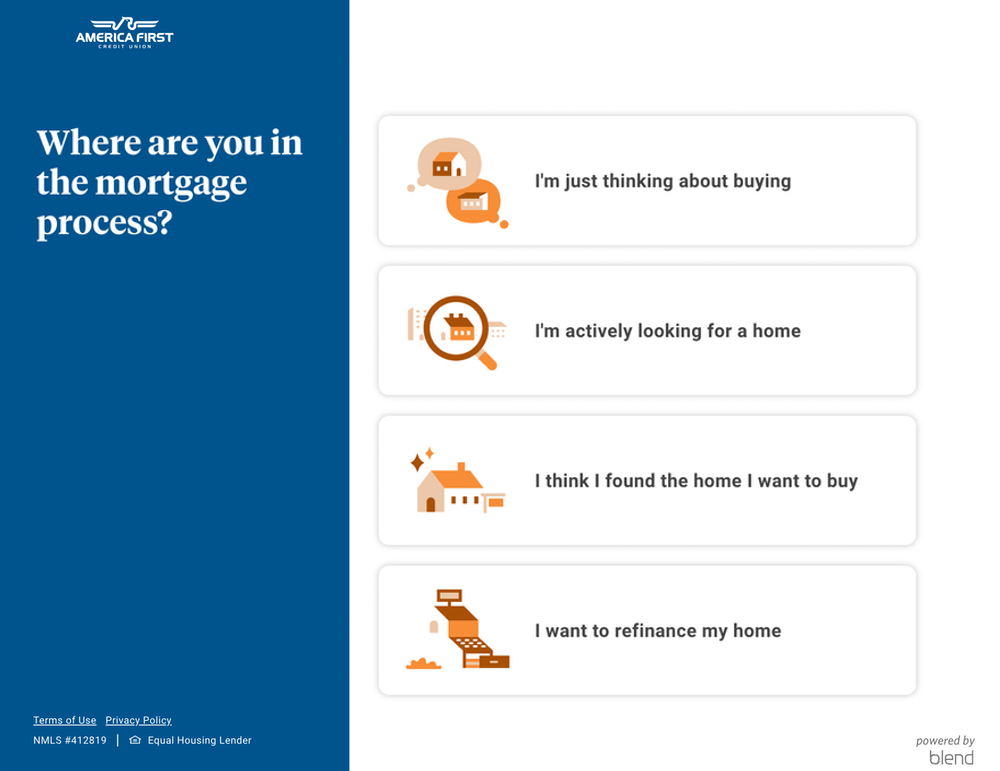 AMERICA FIRST
CREDIT UNION
Where are you in
the mortgage
process?
I'm just thinking about buying
I'm actively looking for a home
I think I found the home I want to buy
I want to refinance my home
Terms of Use Privacy Policy
NMLS #412819 | Equal Housing Lender
powered by
blend